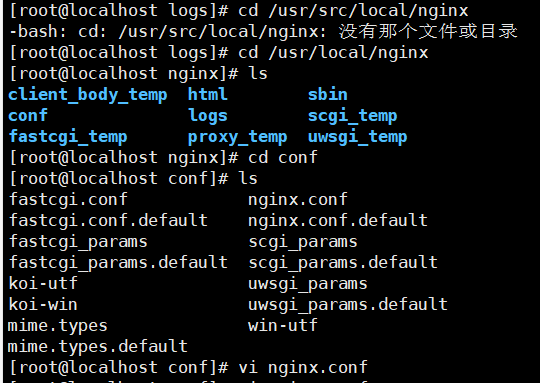 [root@localhost logs]# cd /usr/src/local/nginx
-bash: cd: /usr/src/local/nginx: 没有那个文件或目录
[root@localhost logs]# cd /usr/local/nginx
[root@localhost nginx]# ls
client_body_temp  html        sbin
conf              logs        scgi_temp
fastcgi_temp      proxy_temp  uwsgi_temp
[root@localhost nginx]# cd conf
[root@localhost conf]# ls
fastcgi.conf            nginx.conf
fastcgi.conf.default    nginx.conf.default
fastcgi_params          scgi_params
fastcgi_params.default  scgi_params.default
koi-utf                 uwsgi_params
koi-win                 uwsgi_params.default
mime.types              win-utf
mime.types.default
[root@localhost conf]# vi nginx.conf